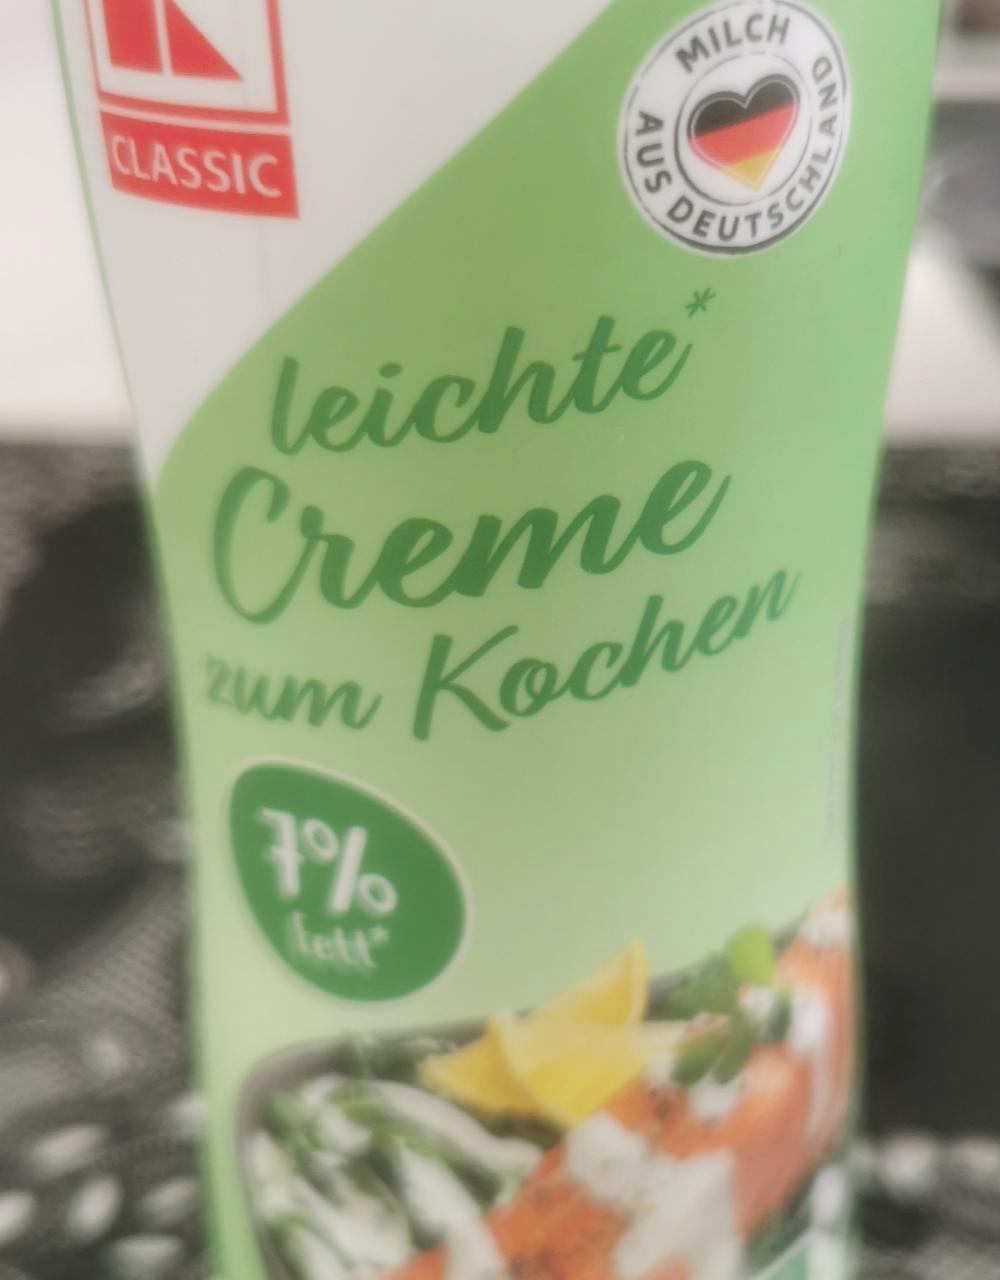 CLASSIC
MILCH
AUS DEUTSCHLAND
leichte*
Creme
zum Kochen
7%
Fett*